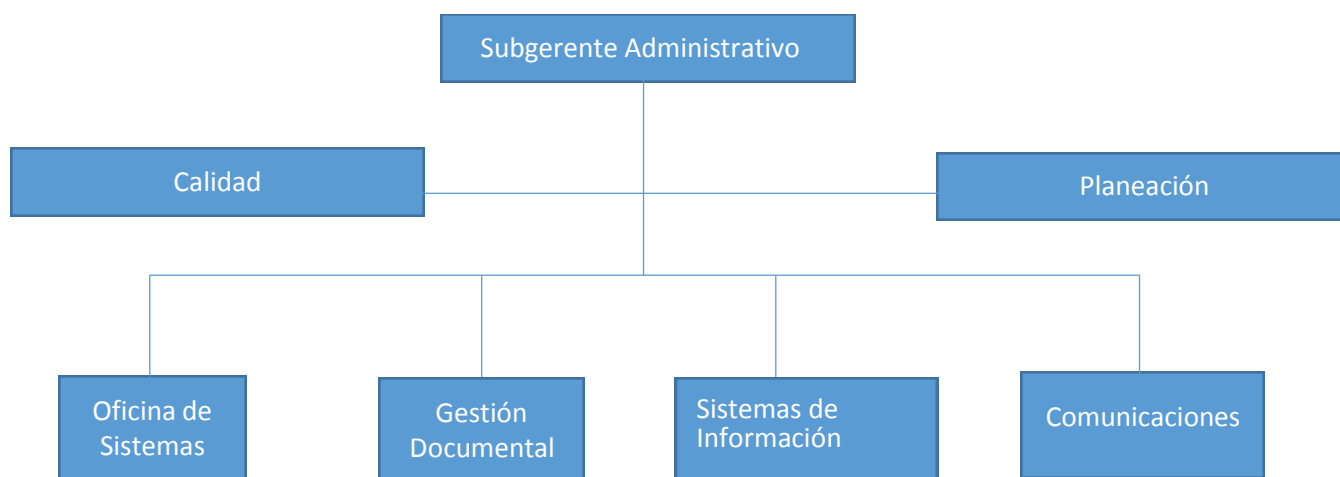 Subgerente Administrativo
Calidad
Planeación
Oficina de
Sistemas
Gestión
Documental
Sistemas de
Información
Comunicaciones